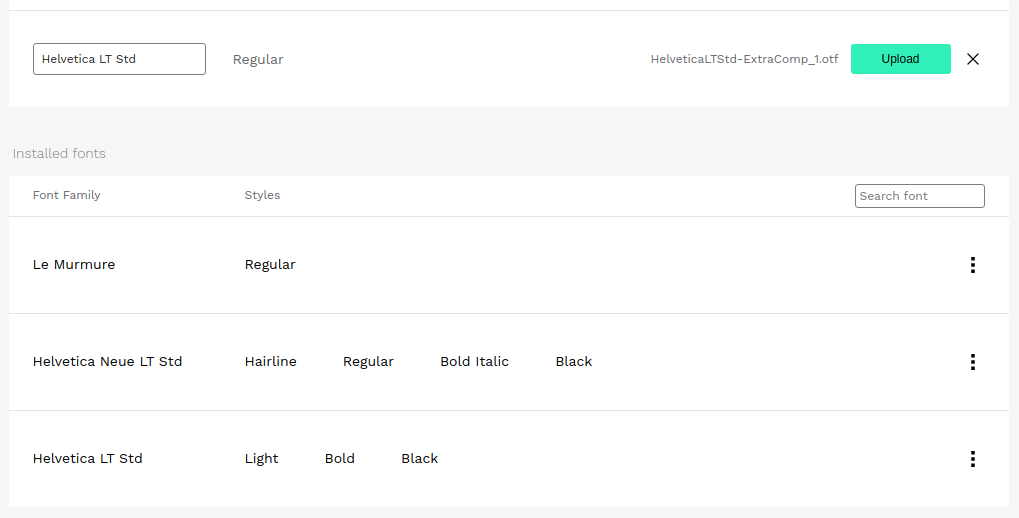 Helvetica LT Std Regular HelveticaLTStd-ExtraComp_1.otf Upload
Installed fonts
Font Family Styles Search font
Le Murmure Regular
Helvetica Neue LT Std Hairline Regular Bold Italic Black
Helvetica LT Std Light Bold Black